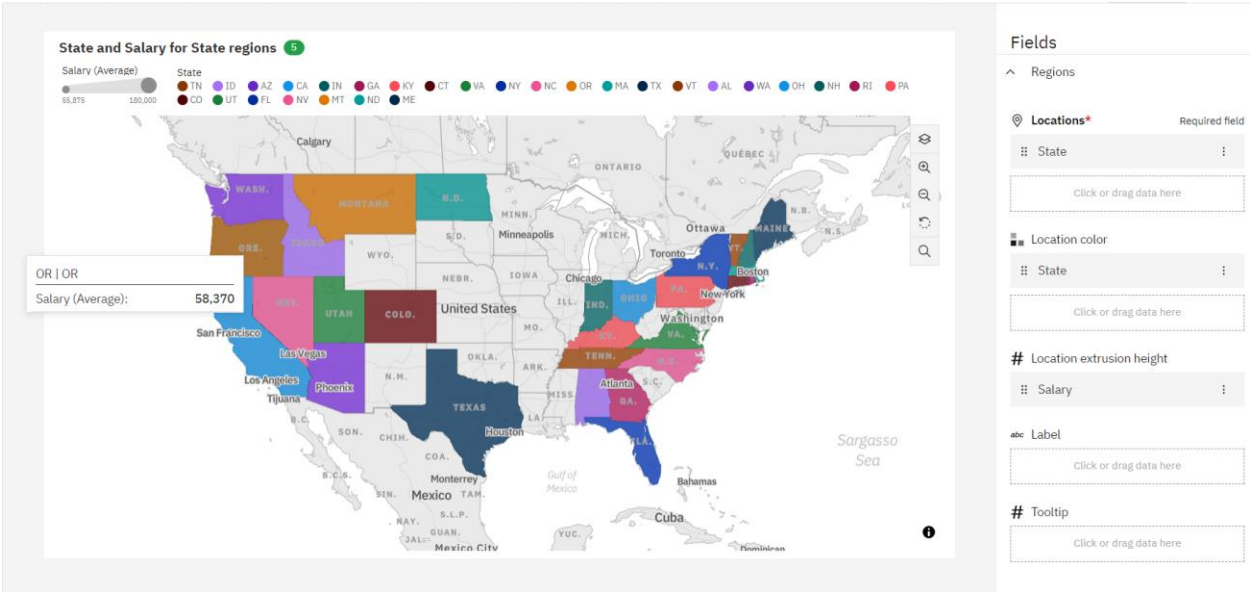 State and Salary for State regions 5
Salary (Average)
55,875 180,000
State
TN ID AZ CA IN GA KY CT VA NY NC OR MA TX VT AL WA OH NH RI PA
CO UT FL NV MT ND ME
Calgary
ONTARIO
QUÉBEC
WASH.
MONTANA
N.D.
MINN.
N.B.
N.S.
Ottawa
MAINE
ORE.
IDAHO
S.D.
Minneapolis
MICH.
Toronto
VT.
WYO.
N.Y.
Boston
OR | OR
Salary (Average): 58,370
NEBR.
IOWA
Chicago
PA.
New York
NEV.
UTAH
COLO.
United States
ILL.
IND.
OHIO
Washington
San Francisco
MO.
KY.
VA.
Las Vegas
OKLA.
ARK.
TENN.
N.C.
Los Angeles
Phoenix
N.M.
Atlanta
S.C.
Tijuana
MISS.
GA.
TEXAS
B.C.
LA.
SON.
CHIH.
Houston
FLA.
COA.
Sargasso
Sea
B.C.S.
Monterrey
Gulf of
Mexico
Bahamas
SIN.
Mexico
TAM.
S.L.P.
NAY.
Cuba
GUAN.
YUC.
JAL.
Mexico City
Dominican
Fields
Regions
Locations* Required field
State
Click or drag data here
Location color
State
Click or drag data here
# Location extrusion height
Salary
abc Label
Click or drag data here
# Tooltip
Click or drag data here